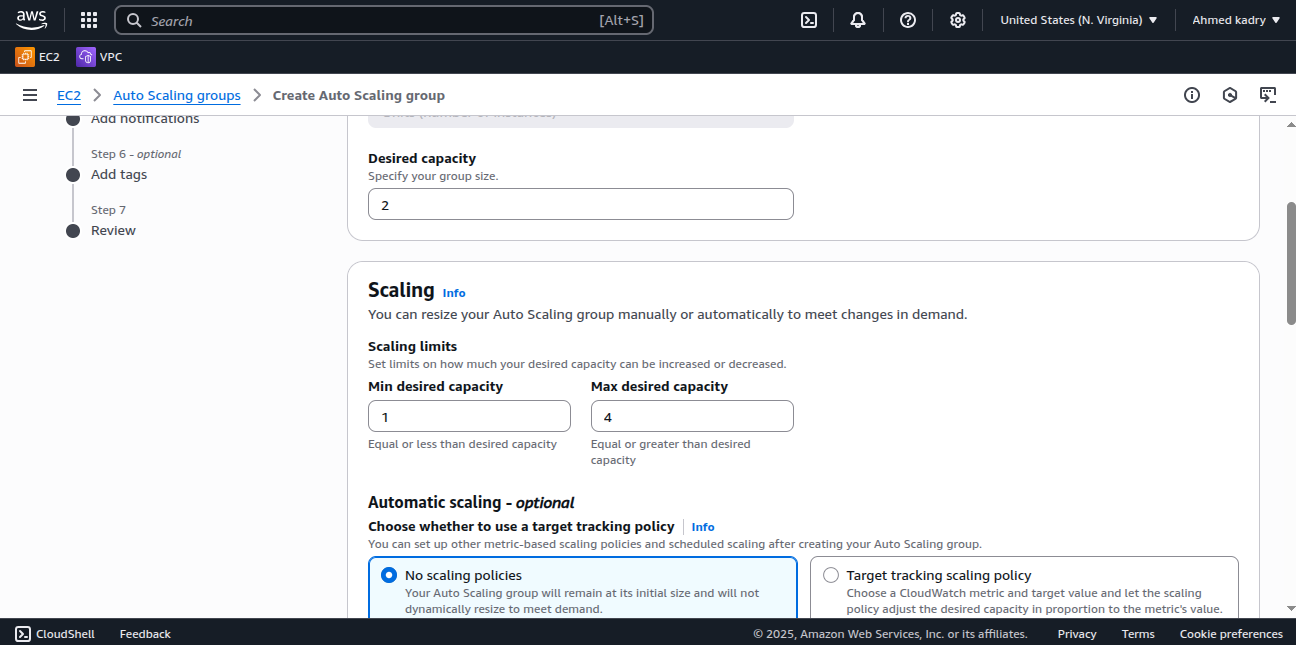 aws
Search [Alt+S]
United States (N. Virginia)
Ahmed kadry
EC2
VPC
EC2
Auto Scaling groups
Create Auto Scaling group
Add notifications
Step 6 – optional
Add tags
Step 7
Review
Desired capacity
Specify your group size.
2
Scaling Info
You can resize your Auto Scaling group manually or automatically to meet changes in demand.
Scaling limits
Set limits on how much your desired capacity can be increased or decreased.
Min desired capacity
1
Equal or less than desired capacity
Max desired capacity
4
Equal or greater than desired
capacity
Automatic scaling - optional
Choose whether to use a target tracking policy Info
You can set up other metric-based scaling policies and scheduled scaling after creating your Auto Scaling group.
No scaling policies
Your Auto Scaling group will remain at its initial size and will not
dynamically resize to meet demand.
Target tracking scaling policy
Choose a CloudWatch metric and target value and let the scaling
policy adjust the desired capacity in proportion to the metric's value.
CloudShell
Feedback
© 2025, Amazon Web Services, Inc. or its affiliates.
Privacy
Terms
Cookie preferences